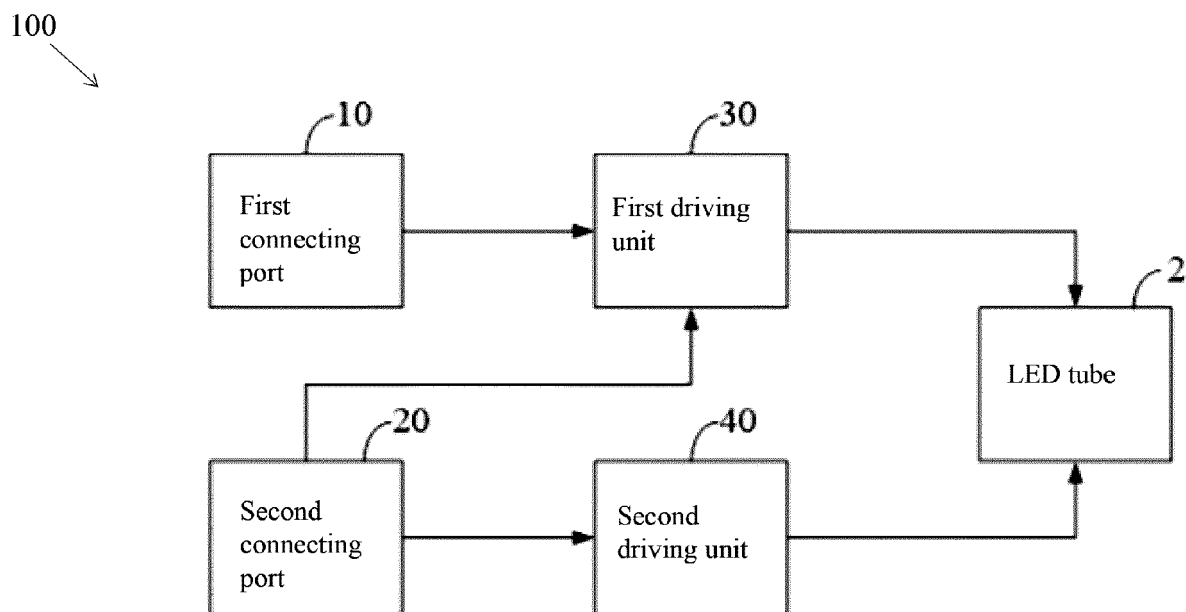 100
10
30
First
connecting
port
First driving
unit
2
LED tube
20
40
Second
connecting
port
Second
driving unit